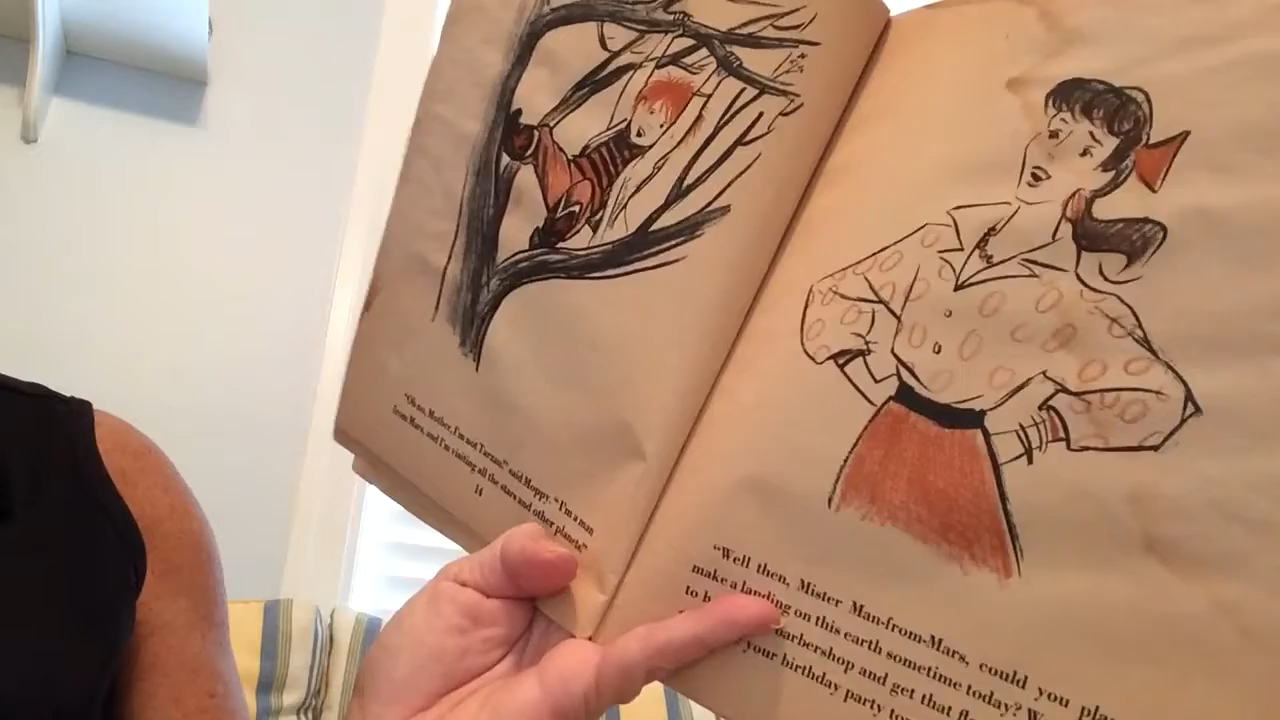 "Oh no, Mother, I'm not Tarzan," said Moppy. "I'm a man
from Mars, and I'm visiting all the stars and other planets."
14
"Well then, Mister Man-from-Mars, could you
make a landing on this earth sometime today?
to barbershop and get that
your birthday party